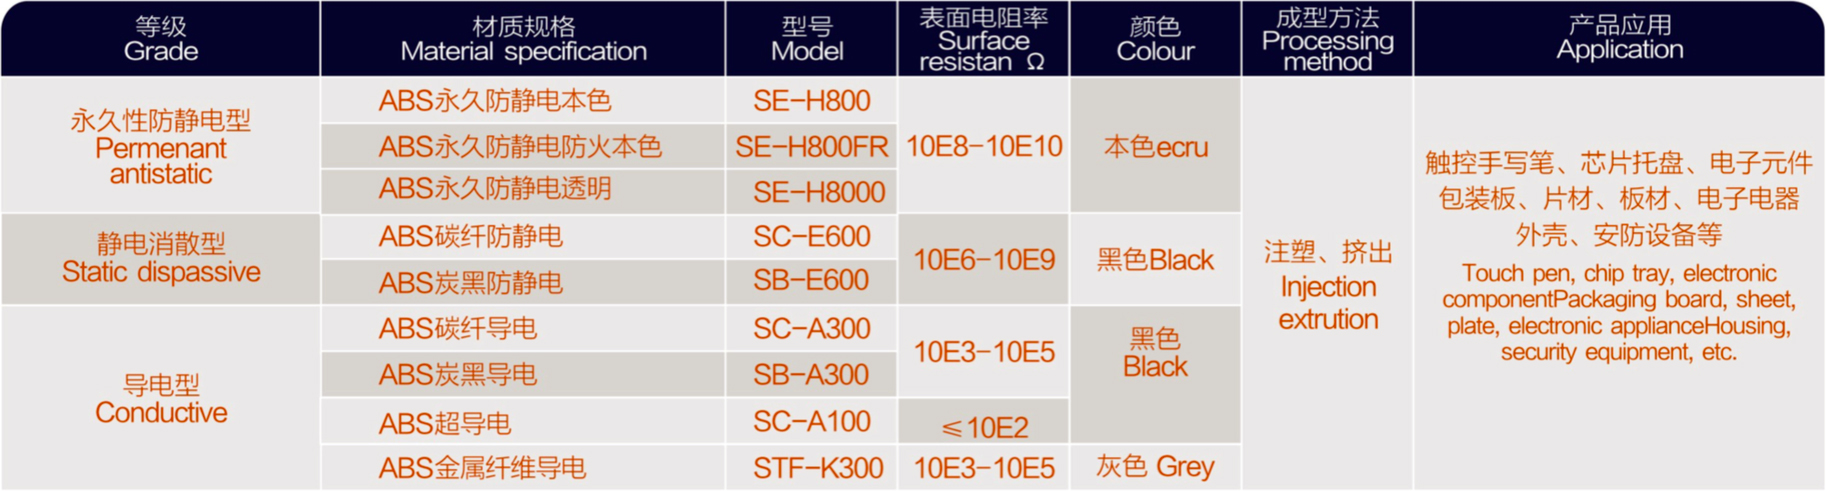 等级
Grade
材质规格
Material specification
型号
Model
表面电阻率
Surface
resistan Ω
颜色
Colour
成型方法
Processing
method
产品应用
Application
永久性防静电型
Permenant
antistatic
ABS永久防静电本色
SE-H800
ABS永久防静电防火本色
SE-H800FR
ABS永久防静电透明
SE-H8000
10E8-10E10
本色ecru
静电消散型
Static dispassive
ABS碳纤防静电
SC-E600
ABS炭黑防静电
SB-E600
10E6-10E9
黑色Black
导电型
Conductive
ABS碳纤导电
SC-A300
ABS炭黑导电
SB-A300
10E3-10E5
黑色
Black
ABS超导电
SC-A100
≤10E2
ABS金属纤维导电
STF-K300
10E3-10E5
灰色 Grey
注塑、挤出
Injection
extrution
触控手写笔、芯片托盘、电子元件
包装板、片材、板材、电子电器
外壳、安防设备等
Touch pen, chip tray, electronic
componentPackaging board, sheet,
plate, electronic applianceHousing,
security equipment, etc.